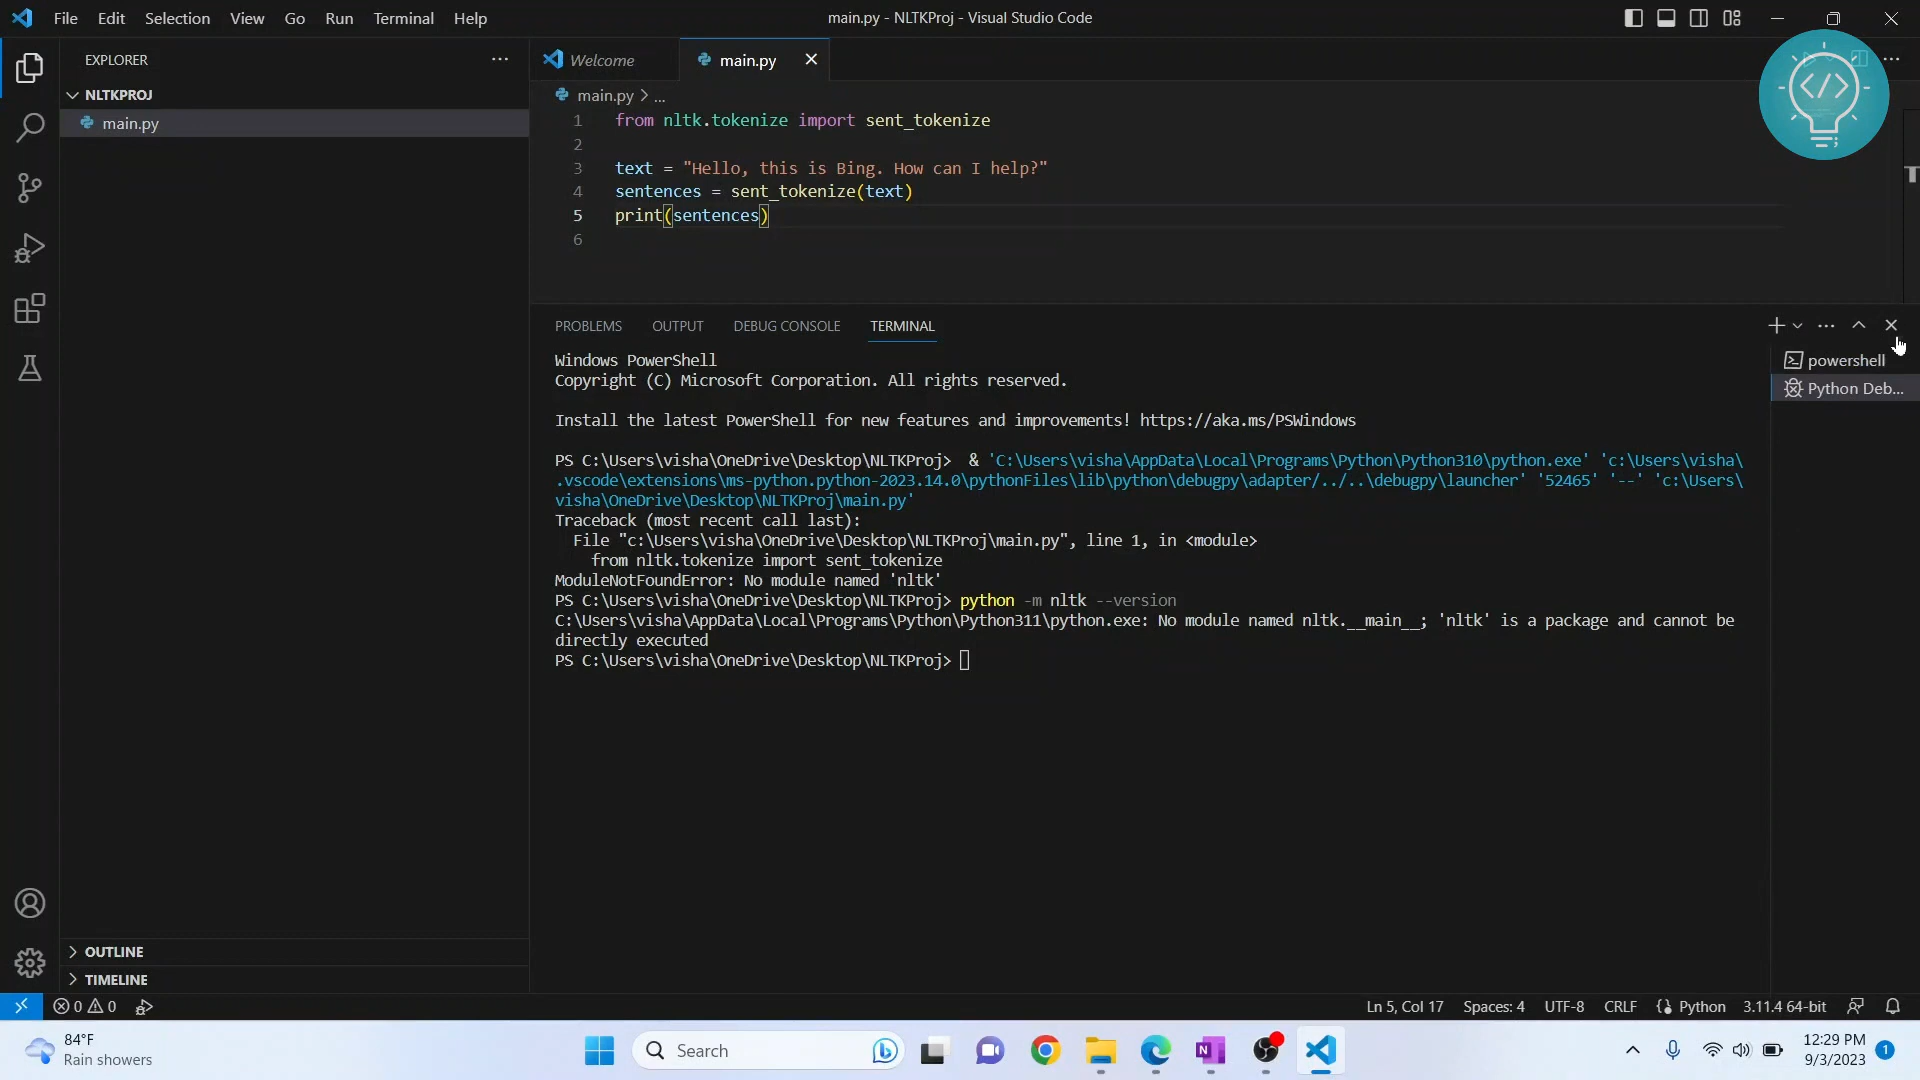 File Edit Selection View Go Run Terminal Help
main.py - NLTKProj - Visual Studio Code
EXPLORER
NLTKPROJ
main.py
OUTLINE
TIMELINE
Welcome
main.py
main.py > ...
1 from nltk.tokenize import sent_tokenize
2
3 text = "Hello, this is Bing. How can I help?"
4 sentences = sent_tokenize(text)
5 print(sentences)
6
PROBLEMS OUTPUT DEBUG CONSOLE TERMINAL
Windows PowerShell
Copyright (C) Microsoft Corporation. All rights reserved.
Install the latest PowerShell for new features and improvements! https://aka.ms/PSWindows
PS C:\Users\visha\OneDrive\Desktop\NLTKProj> & 'C:\Users\visha\AppData\Local\Programs\Python\Python310\python.exe' 'c:\Users\visha\
.vscode\extensions\ms-python.python-2023.14.0\pythonFiles\lib\python\debugpy\adapter/../..\debugpy\launcher' '52465' '--' 'c:\Users\
visha\OneDrive\Desktop\NLTKProj\main.py'
Traceback (most recent call last):
File "c:\Users\visha\OneDrive\Desktop\NLTKProj\main.py", line 1, in <module>
from nltk.tokenize import sent_tokenize
ModuleNotFoundError: No module named 'nltk'
PS C:\Users\visha\OneDrive\Desktop\NLTKProj> python -m nltk --version
C:\Users\visha\AppData\Local\Programs\Python\Python311\python.exe: No module named nltk.__main__; 'nltk' is a package and cannot be
directly executed
PS C:\Users\visha\OneDrive\Desktop\NLTKProj>
powershell
Python Deb...
0 0
Ln 5, Col 17 Spaces: 4 UTF-8 CRLF Python 3.11.4 64-bit
84°F
Rain showers
Search
12:29 PM
9/3/2023
1